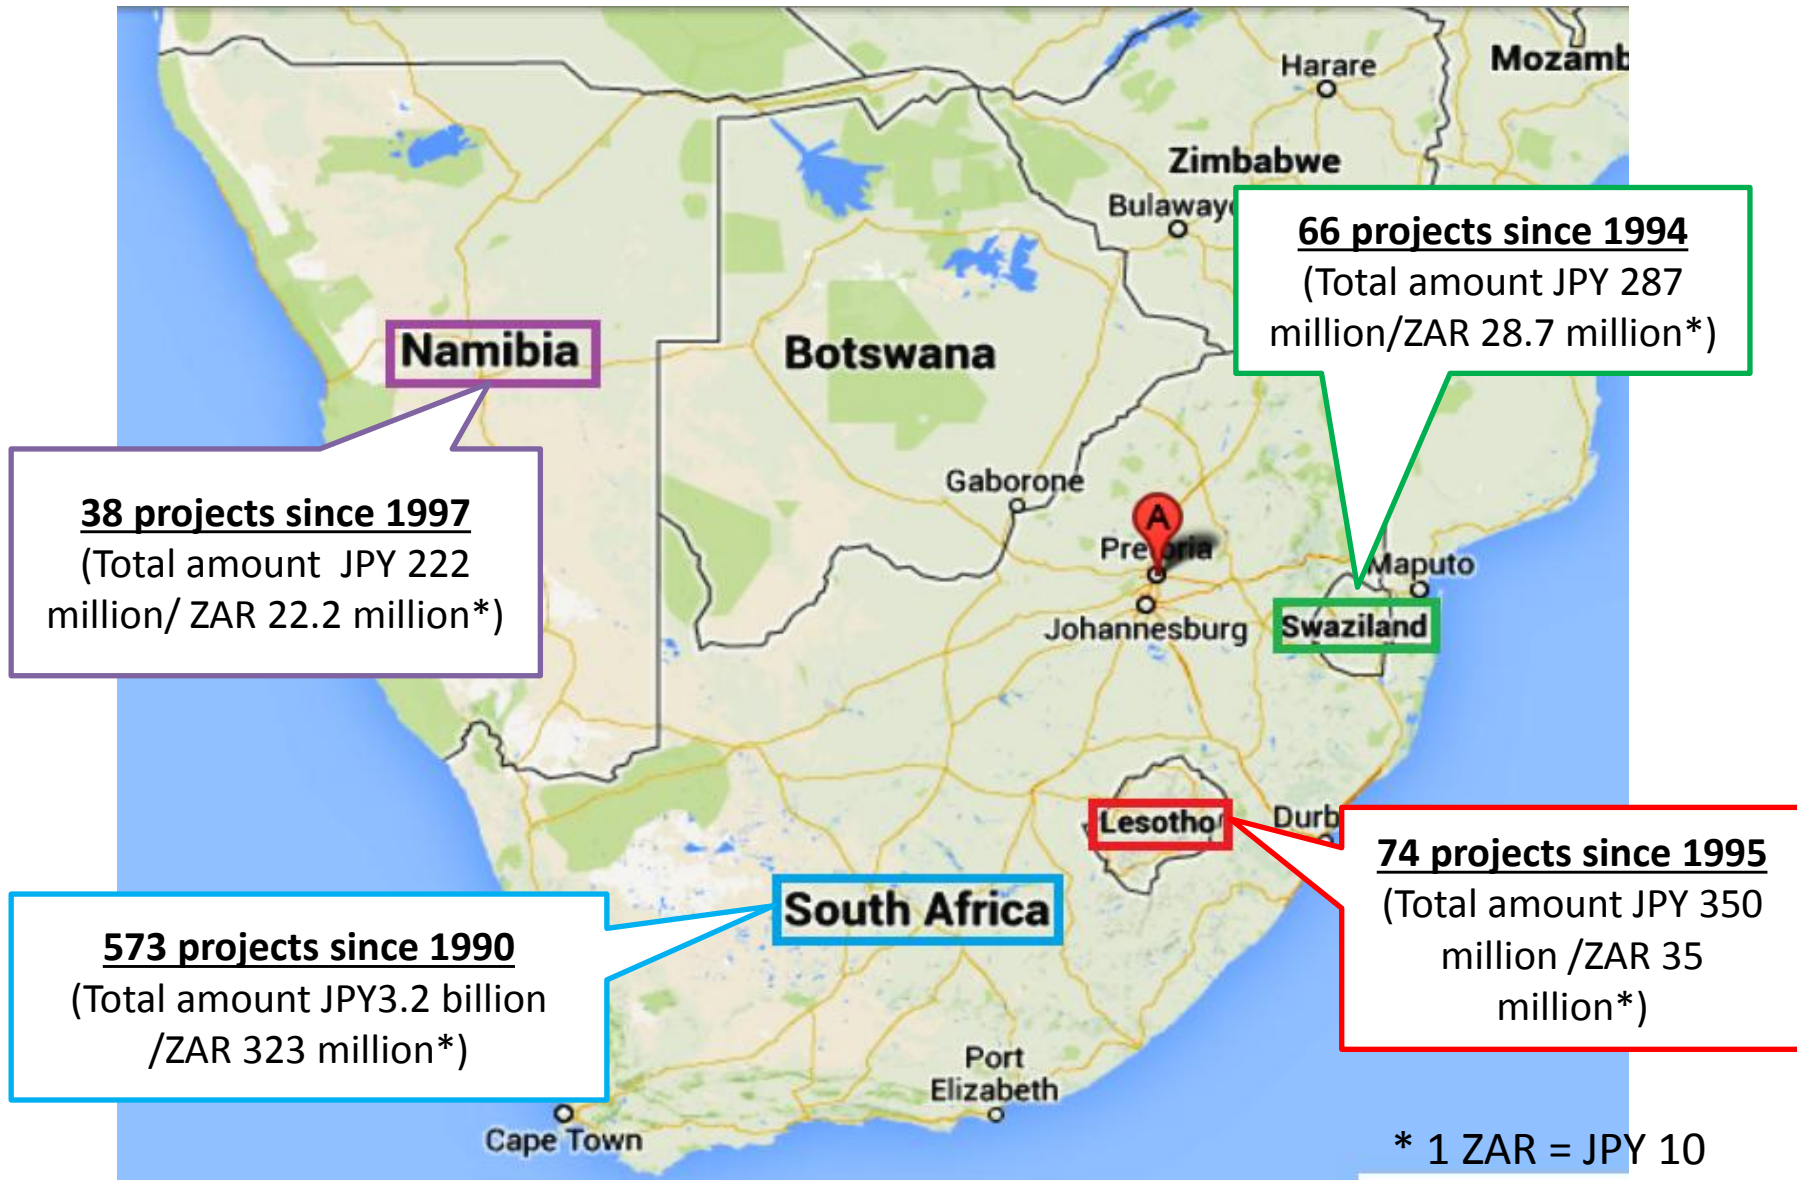 Harare
Mozamb
Zimbabwe
Bulaway
66 projects since 1994
(Total amount JPY 287
million/ZAR 28.7 million*)
Namibia
Botswana
Gaborone
38 projects since 1997
(Total amount JPY 222
million/ ZAR 22.2 million*)
A
Pretoria
Maputo
Johannesburg
Swaziland
Lesotho
Durb
74 projects since 1995
(Total amount JPY 350
million /ZAR 35
million*)
South Africa
573 projects since 1990
(Total amount JPY3.2 billion
/ZAR 323 million*)
Port
Elizabeth
Cape Town
* 1 ZAR = JPY 10